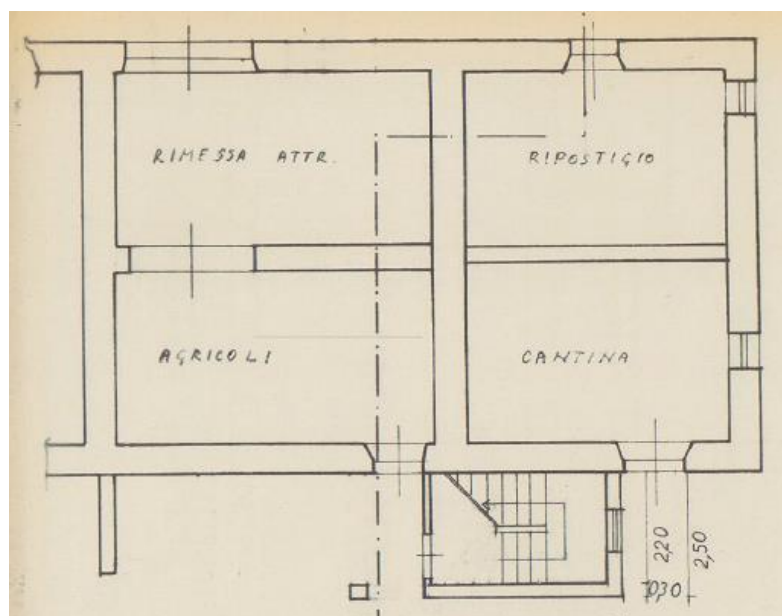 RIMESSA ATTR.
RIPOSTIGIO
AGRICOLI
CANTINA
2,20
2,50
0,30